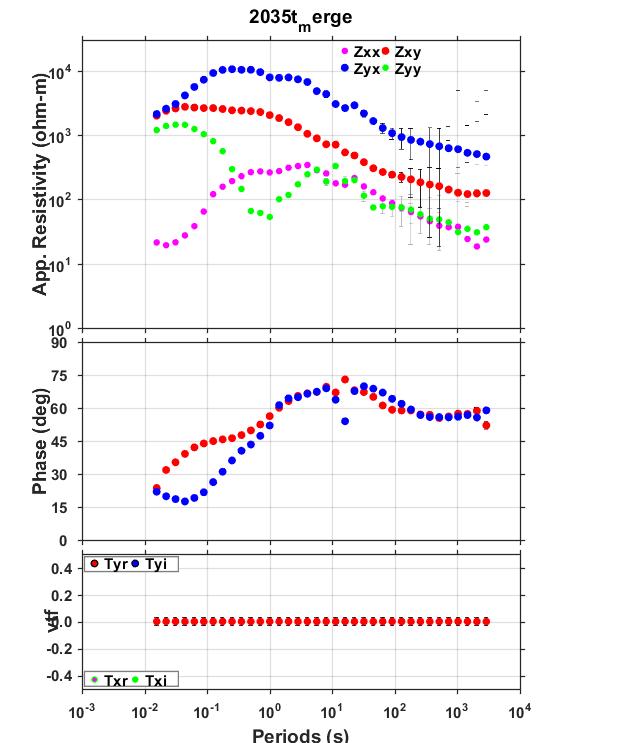 2035t_merge
Zxx Zxy
Zyx Zyy
App. Resistivity (ohm-m)
10^4
10^3
10^2
10^1
10^0
Phase (deg)
90
75
60
45
30
15
0
vtf
Tyr Tyi
0.4
0.2
0.0
-0.2
-0.4
Txr Txi
10^-3 10^-2 10^-1 10^0 10^1 10^2 10^3 10^4
Periods (s)